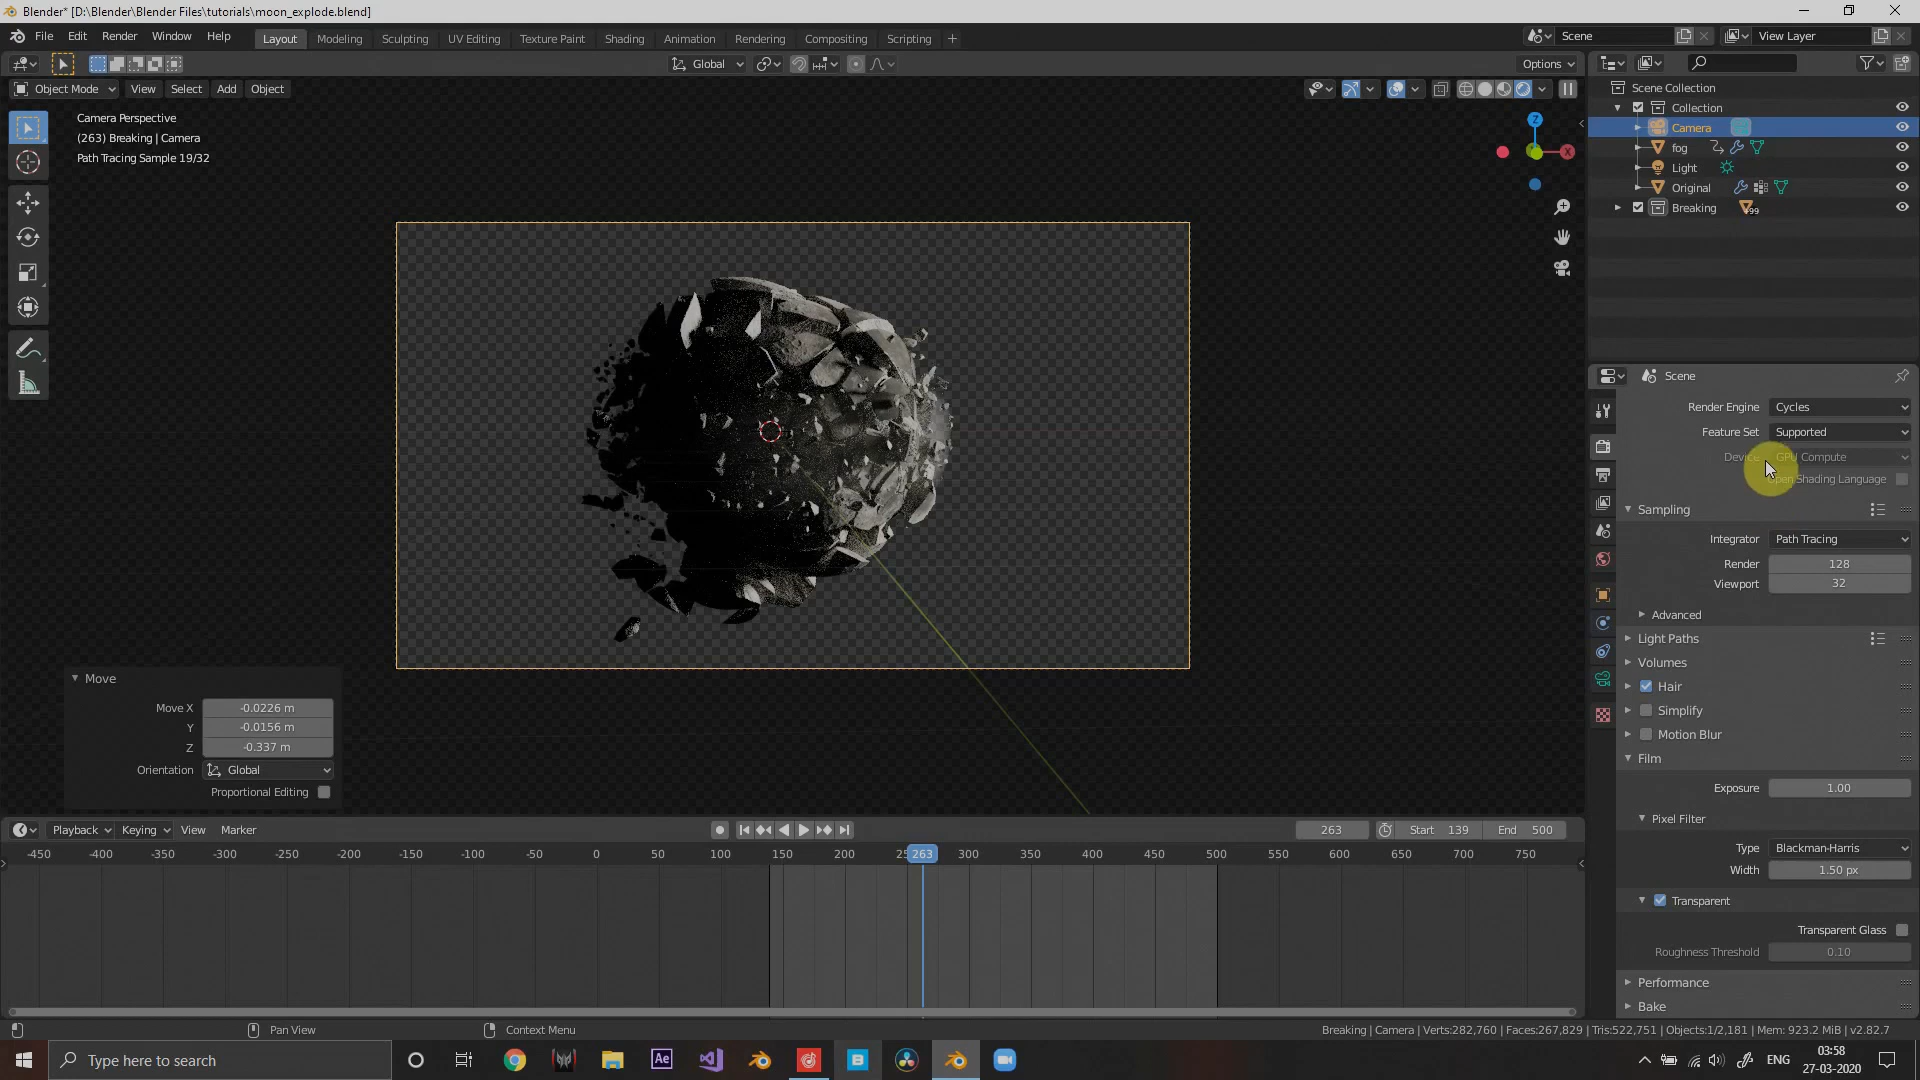 Blender* [D:\Blender\Blender Files\tutorials\moon_explode.blend]
File Edit Render Window Help
Layout Modeling Sculpting UV Editing Texture Paint Shading Animation Rendering Compositing Scripting +
Scene
View Layer
Global
Options
Object Mode View Select Add Object
Camera Perspective
(263) Breaking | Camera
Path Tracing Sample 19/32
Z
X
Scene Collection
Collection
Camera
fog
Light
Original
Breaking
99
Scene
Render Engine Cycles
Feature Set Supported
Device GPU Compute
Open Shading Language
Sampling
Integrator Path Tracing
Render 128
Viewport 32
Advanced
Light Paths
Volumes
Hair
Simplify
Motion Blur
Film
Exposure 1.00
Pixel Filter
Type Blackman-Harris
Width 1.50 px
Transparent
Transparent Glass
Roughness Threshold 0.10
Performance
Bake
Move
Move X -0.0226 m
Y -0.0156 m
Z -0.337 m
Orientation Global
Proportional Editing
Playback Keying View Marker
263 Start 139 End 500
-450 -400 -350 -300 -250 -200 -150 -100 -50 0 50 100 150 200 263 300 350 400 450 500 550 600 650 700 750
Pan View
Context Menu
Breaking | Camera | Verts:282,760 | Faces:267,829 | Tris:522,751 | Objects:1/2,181 | Mem: 923.2 MiB | v2.82.7
Type here to search
Ae
B
ENG
03:58
27-03-2020